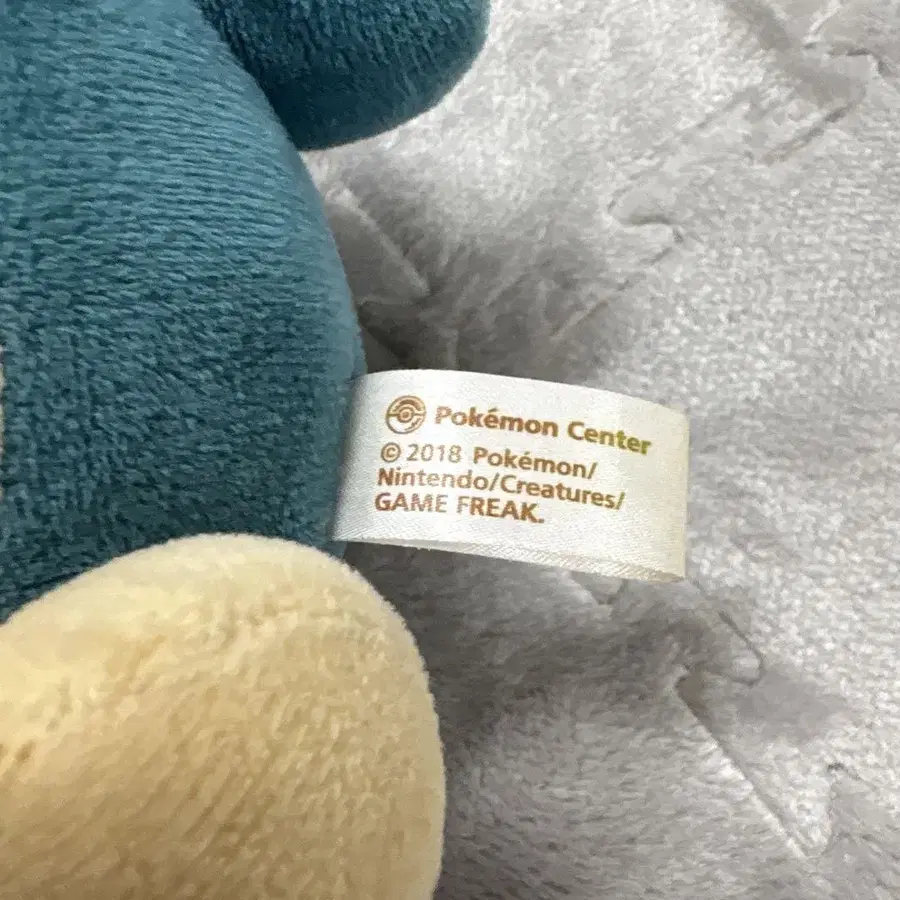 Pokémon Center
© 2018 Pokémon/
Nintendo/Creatures/
GAME FREAK.